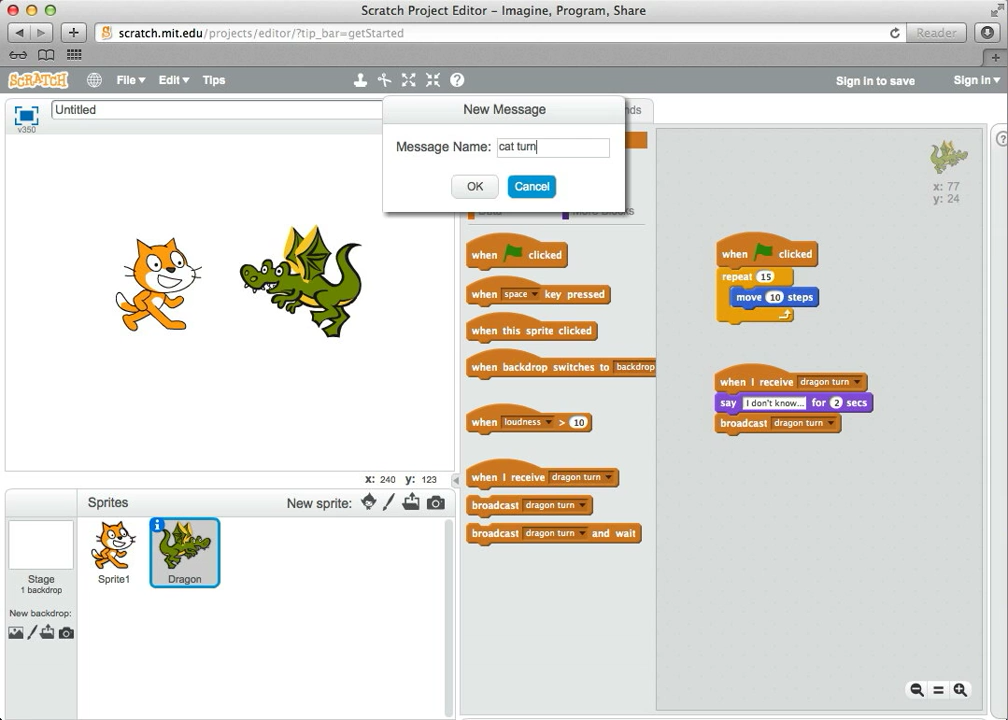 Scratch Project Editor - Imagine, Program, Share
scratch.mit.edu/projects/editor/?tip_bar=getStarted
Reader
SCRATCH
File
Edit
Tips
Sign in to save
Sign in
v350
Untitled
New Message
Message Name: cat turn
OK
Cancel
x: 77
y: 24
when clicked
when space key pressed
when this sprite clicked
when backdrop switches to backdrop
when loudness > 10
when I receive dragon turn
broadcast dragon turn
broadcast dragon turn and wait
when clicked
repeat 15
move 10 steps
when I receive dragon turn
say I don't know... for 2 secs
broadcast dragon turn
x: 240 y: 123
Sprites
New sprite:
Stage
1 backdrop
New backdrop:
Sprite1
Dragon